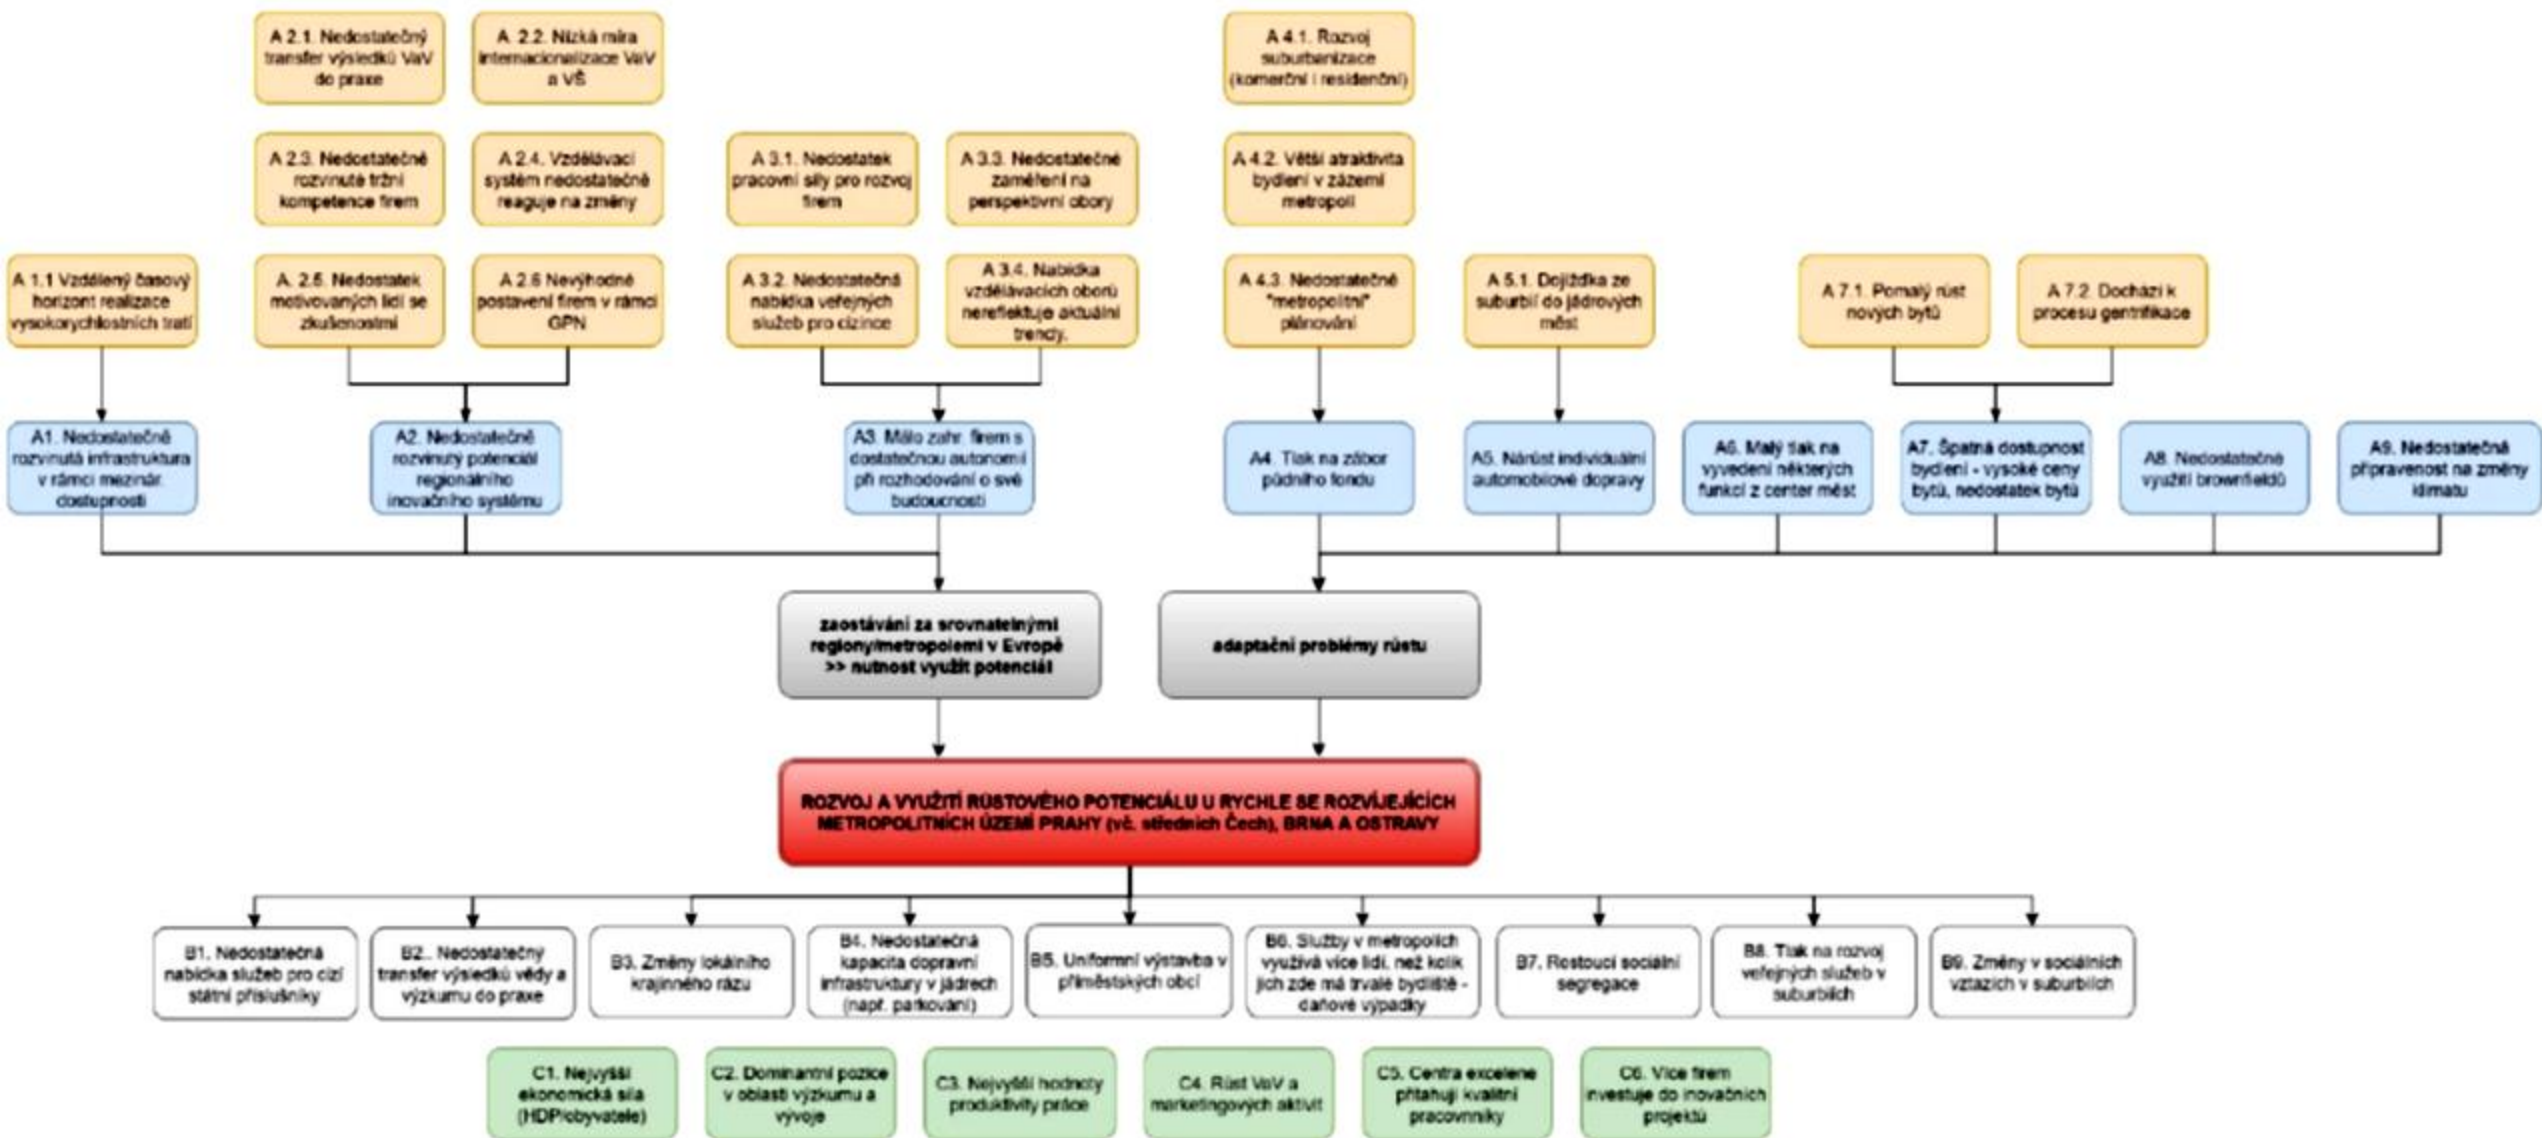 A 2.1. Nedostatečný
transfer výsledků VaV
do praxe
A. 2.2. Nízká míra
internacionalizace VaV
a VŠ
A 4.1. Rozvoj
suburbanizace
(komerční i residenční)
A 2.3. Nedostatečně
rozvinuté tržní
kompetence firem
A 2.4. Vzdělávací
systém nedostatečně
reaguje na změny
A 3.1. Nedostatek
pracovní síly pro rozvoj
firem
A 3.3. Nedostatečné
zaměření na
perspektivní obory
A 4.2. Větší atraktivita
bydlení v zázemí
metropolí
A 1.1 Vzdálený časový
horizont realizace
vysokorychlostních tratí
A. 2.5. Nedostatek
motivovaných lidí se
zkušenostmi
A 2.6 Nevýhodné
postavení firem v rámci
GPN
A 3.2. Nedostatečná
nabídka veřejných
služeb pro cizince
A 3.4. Nabídka
vzdělávacích oborů
nereflektuje aktuální
trendy.
A 4.3. Nedostatečné
"metropolitní"
plánování
A 5.1. Dojížďka ze
suburbií do jádrových
měst
A 7.1. Pomalý růst
nových bytů
A 7.2. Dochází k
procesu gentrifikace
A1. Nedostatečně
rozvinutá infrastruktura
v rámci mezinár.
dostupnosti
A2. Nedostatečně
rozvinutý potenciál
regionálního
inovačního systému
A3. Málo zahr. firem s
dostatečnou autonomií
při rozhodování o své
budoucnosti
A4. Tlak na zábor
půdního fondu
A5. Nárůst individuální
automobilové dopravy
A6. Malý tlak na
vyvedení některých
funkcí z center měst
A7. Špatná dostupnost
bydlení - vysoké ceny
bytů, nedostatek bytů
A8. Nedostatečné
využití brownfieldů
A9. Nedostatečná
připravenost na změny
klimatu
zaostávání za srovnatelnými
regiony/metropolemi v Evropě
>> nutnost využít potenciál
adaptační problémy růstu
ROZVOJ A VYUŽITÍ RŮSTOVÉHO POTENCIÁLU U RYCHLE SE ROZVÍJEJÍCÍCH
METROPOLITNÍCH ÚZEMÍ PRAHY (vč. středních Čech), BRNA A OSTRAVY
B1. Nedostatečná
nabídka služeb pro cizí
státní příslušníky
B2.. Nedostatečný
transfer výsledků vědy a
výzkumu do praxe
B3. Změny lokálního
krajinného rázu
B4. Nedostatečná
kapacita dopravní
infrastruktury v jádrech
(např. parkování)
B5. Uniformní výstavba v
příměstských obcí
B6. Služby v metropolích
využívá více lidí, než kolik
jich zde má trvalé bydliště -
daňové výpadky
B7. Rostoucí sociální
segregace
B8. Tlak na rozvoj
veřejných služeb v
suburbiích
B9. Změny v sociálních
vztazích v suburbiích
C1. Nejvyšší
ekonomická síla
(HDP/obyvatele)
C2. Dominantní pozice
v oblasti výzkumu a
vývoje
C3. Nejvyšší hodnoty
produktivity práce
C4. Růst VaV a
marketingových aktivit
C5. Centra excelene
přitahují kvalitní
pracovnníky
C6. Více firem
investuje do inovačních
projektů